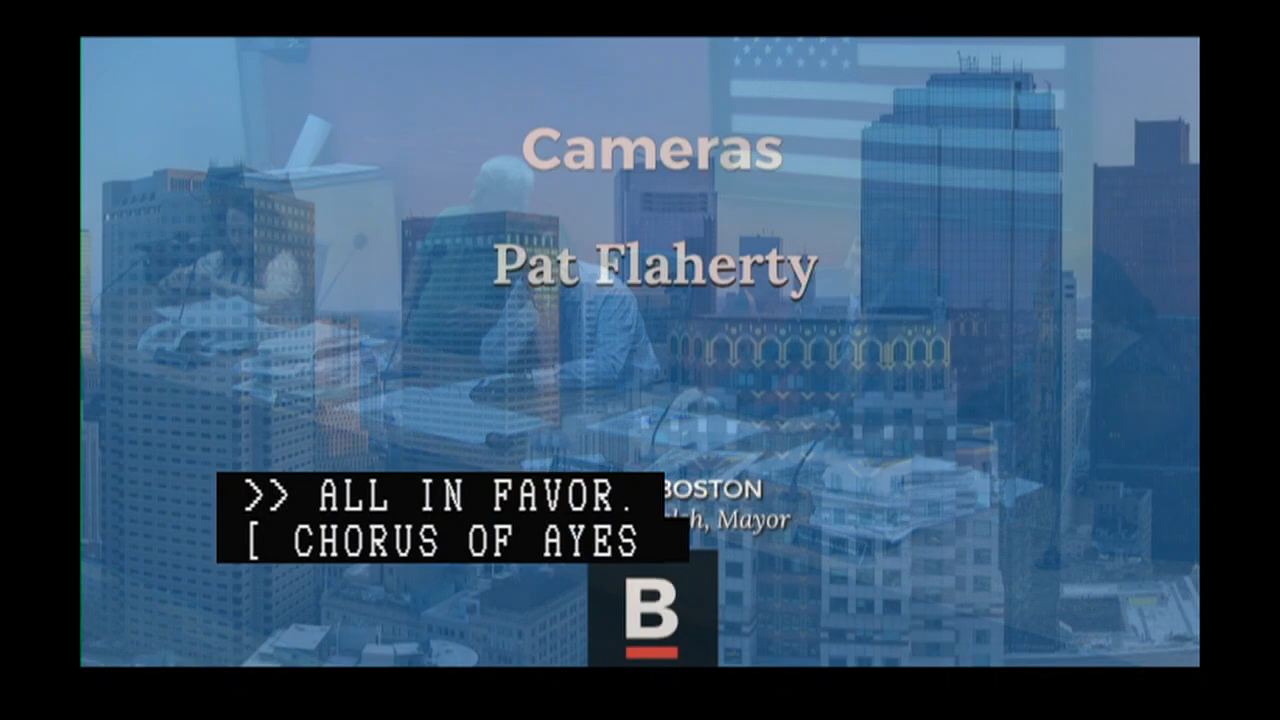 Cameras
Pat Flaherty
BOSTON
, Mayor
>> ALL IN FAVOR.
[ CHORUS OF AYES
B